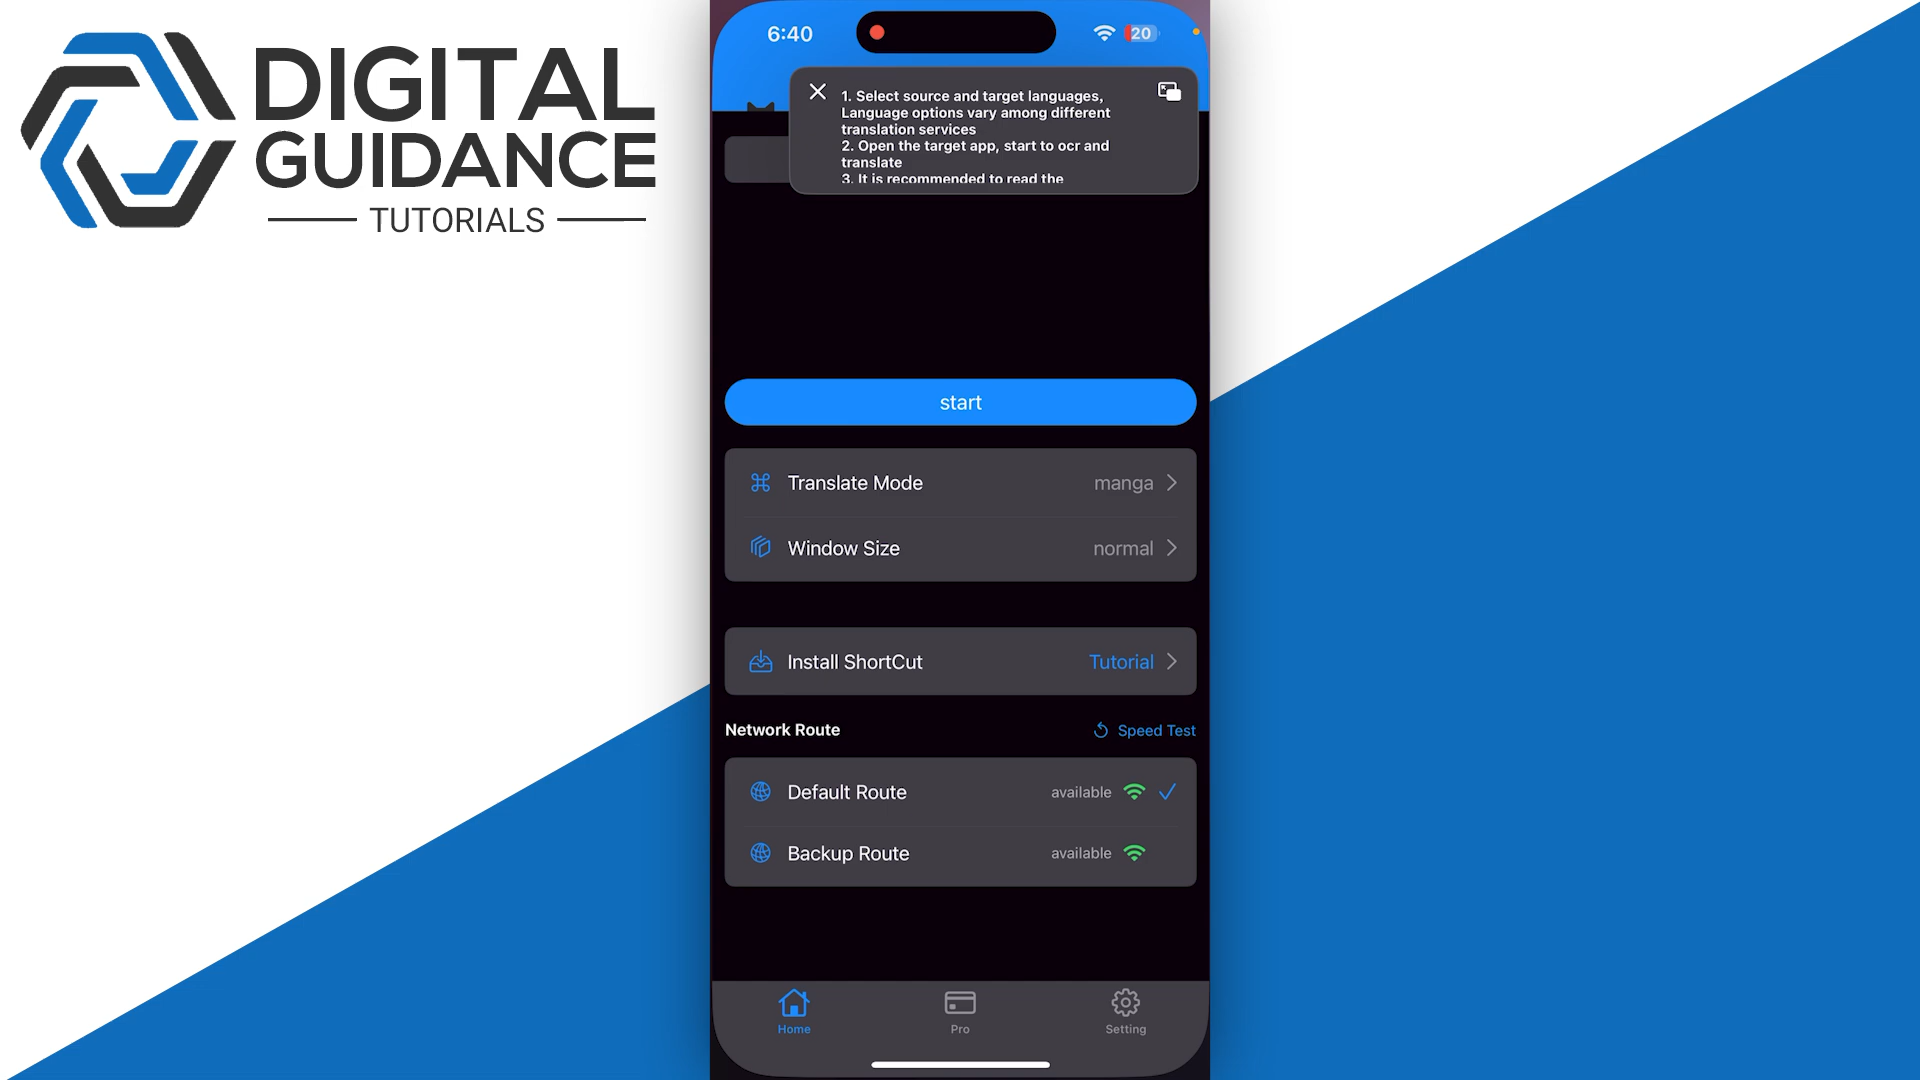 DIGITAL
GUIDANCE
TUTORIALS
6:40
20
1. Select source and target languages,
Language options vary among different
translation services
2. Open the target app, start to ocr and
translate
3. It is recommended to read the
start
Translate Mode manga
Window Size normal
Install ShortCut Tutorial
Network Route Speed Test
Default Route available
Backup Route available
Home Pro Setting